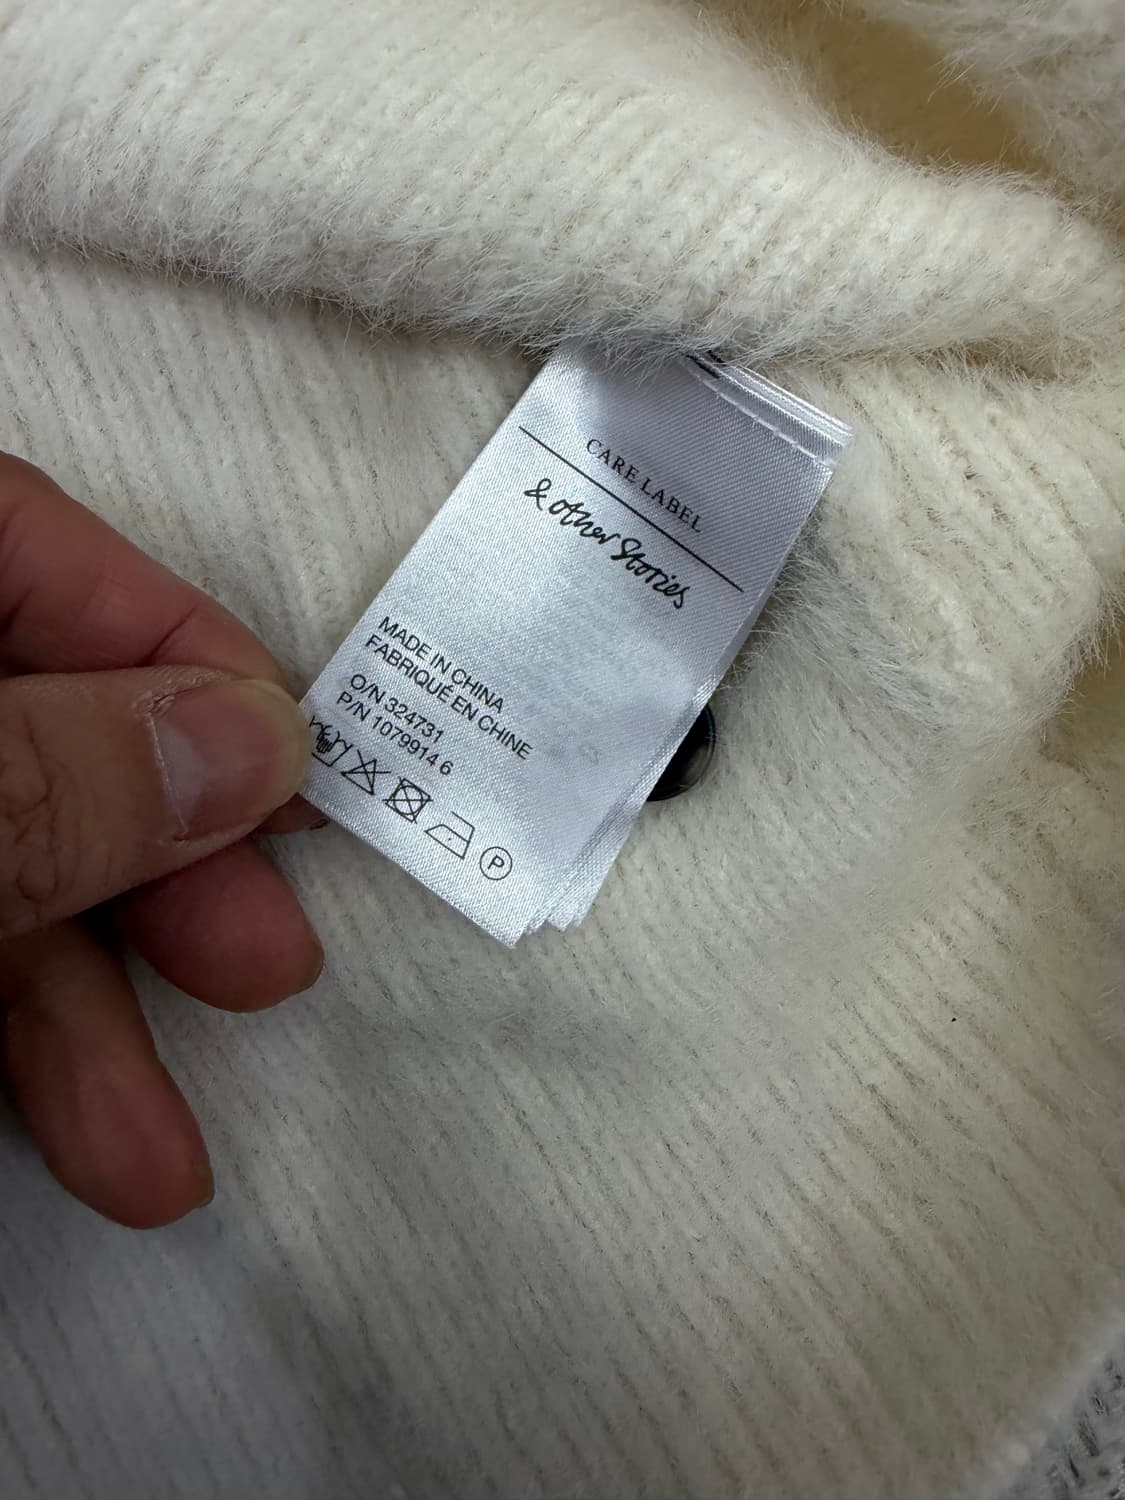 CARE LABEL
& other Stories
MADE IN CHINA
FABRIQUÉ EN CHINE
O/N 324731
P/N 1079914 6
P